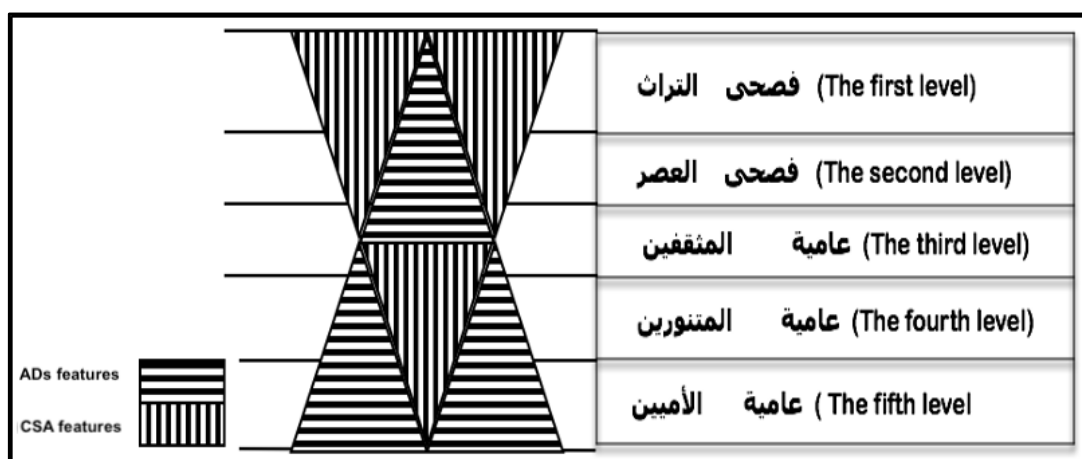 فصحى التراث (The first level)
فصحى العصر (The second level)
عامية المثقفين (The third level)
عامية المتنورين (The fourth level)
عامية الأميين ( The fifth level
ADs features
CSA features